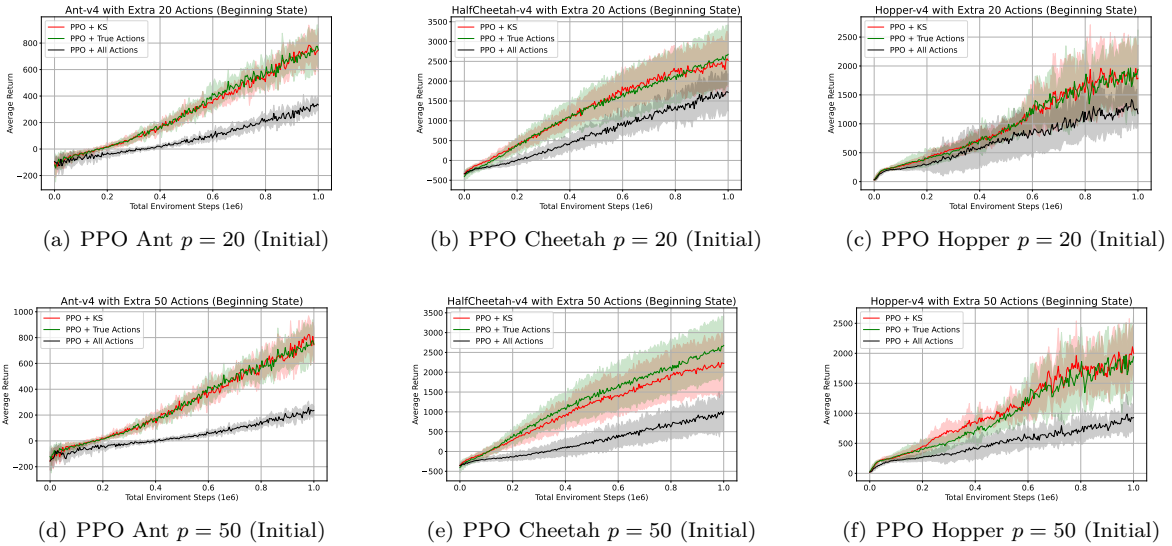 Ant-v4 with Extra 20 Actions (Beginning State)
PPO + KS
PPO + True Actions
PPO + All Actions
Average Return
800
600
400
200
0
−200
0.0 0.2 0.4 0.6 0.8 1.0
Total Enviroment Steps (1e6)
(a) PPO Ant p = 20 (Initial)
HalfCheetah-v4 with Extra 20 Actions (Beginning State)
PPO + KS
PPO + True Actions
PPO + All Actions
Average Return
3500
3000
2500
2000
1500
1000
500
0
−500
0.0 0.2 0.4 0.6 0.8 1.0
Total Enviroment Steps (1e6)
(b) PPO Cheetah p = 20 (Initial)
Hopper-v4 with Extra 20 Actions (Beginning State)
PPO + KS
PPO + True Actions
PPO + All Actions
Average Return
2500
2000
1500
1000
500
0
0.0 0.2 0.4 0.6 0.8 1.0
Total Enviroment Steps (1e6)
(c) PPO Hopper p = 20 (Initial)
Ant-v4 with Extra 50 Actions (Beginning State)
PPO + KS
PPO + True Actions
PPO + All Actions
Average Return
1000
800
600
400
200
0
−200
0.0 0.2 0.4 0.6 0.8 1.0
Total Enviroment Steps (1e6)
(d) PPO Ant p = 50 (Initial)
HalfCheetah-v4 with Extra 50 Actions (Beginning State)
PPO + KS
PPO + True Actions
PPO + All Actions
Average Return
3500
3000
2500
2000
1500
1000
500
0
−500
0.0 0.2 0.4 0.6 0.8 1.0
Total Enviroment Steps (1e6)
(e) PPO Cheetah p = 50 (Initial)
Hopper-v4 with Extra 50 Actions (Beginning State)
PPO + KS
PPO + True Actions
PPO + All Actions
Average Return
2500
2000
1500
1000
500
0
0.0 0.2 0.4 0.6 0.8 1.0
Total Enviroment Steps (1e6)
(f) PPO Hopper p = 50 (Initial)